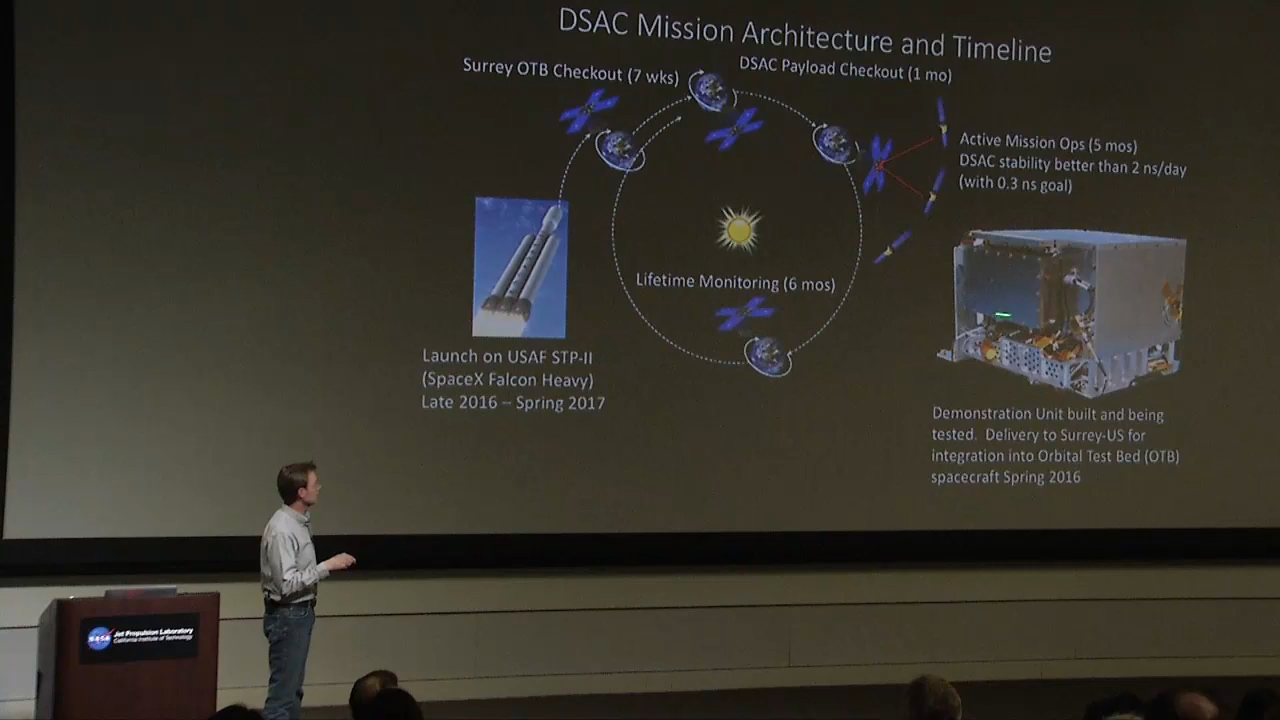 DSAC Mission Architecture and Timeline
Surrey OTB Checkout (7 wks)
DSAC Payload Checkout (1 mo)
Active Mission Ops (5 mos)
DSAC stability better than 2 ns/day
(with 0.3 ns goal)
Lifetime Monitoring (6 mos)
Launch on USAF STP-II
(SpaceX Falcon Heavy)
Late 2016 – Spring 2017
Demonstration Unit built and being
tested. Delivery to Surrey-US for
integration into Orbital Test Bed (OTB)
spacecraft Spring 2016
NASA
Jet Propulsion Laboratory
California Institute of Technology